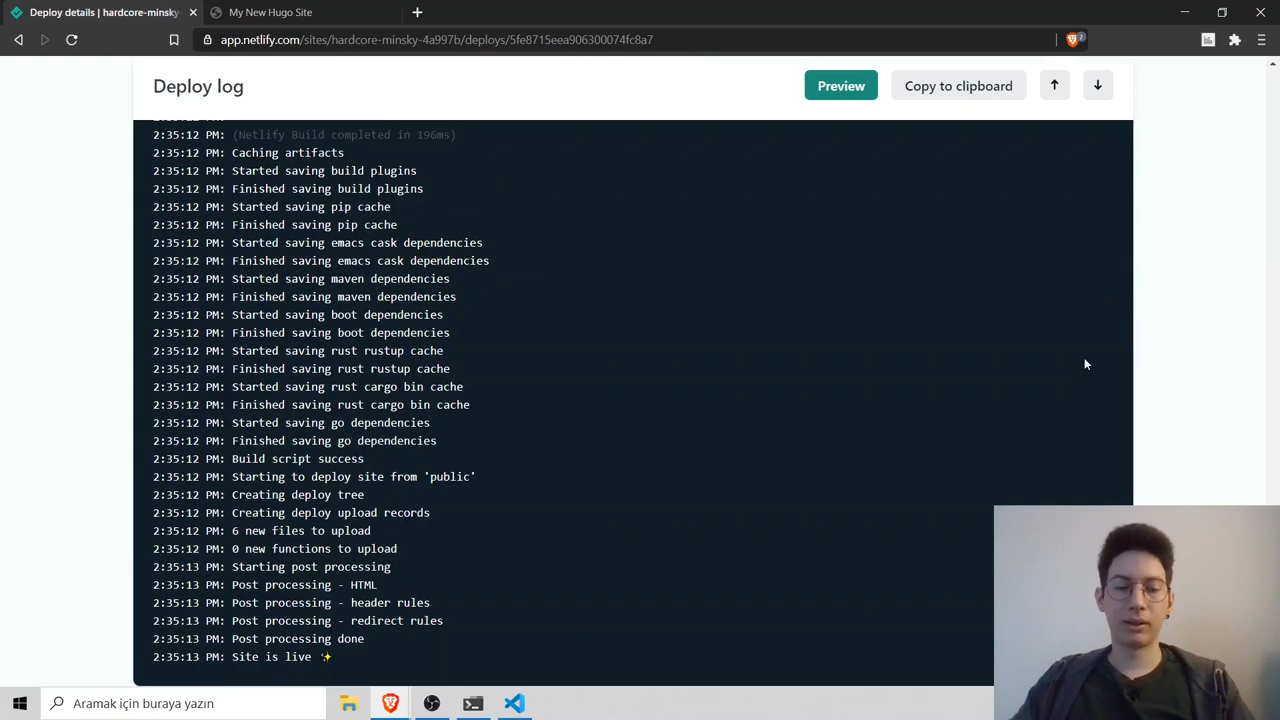 Deploy details | hardcore-minsky
My New Hugo Site
app.netlify.com/sites/hardcore-minsky-4a997b/deploys/5fe8715eea906300074fc8a7
2
Deploy log
Preview
Copy to clipboard
2:35:12 PM: (Netlify Build completed in 196ms)
2:35:12 PM: Caching artifacts
2:35:12 PM: Started saving build plugins
2:35:12 PM: Finished saving build plugins
2:35:12 PM: Started saving pip cache
2:35:12 PM: Finished saving pip cache
2:35:12 PM: Started saving emacs cask dependencies
2:35:12 PM: Finished saving emacs cask dependencies
2:35:12 PM: Started saving maven dependencies
2:35:12 PM: Finished saving maven dependencies
2:35:12 PM: Started saving boot dependencies
2:35:12 PM: Finished saving boot dependencies
2:35:12 PM: Started saving rust rustup cache
2:35:12 PM: Finished saving rust rustup cache
2:35:12 PM: Started saving rust cargo bin cache
2:35:12 PM: Finished saving rust cargo bin cache
2:35:12 PM: Started saving go dependencies
2:35:12 PM: Finished saving go dependencies
2:35:12 PM: Build script success
2:35:12 PM: Starting to deploy site from 'public'
2:35:12 PM: Creating deploy tree
2:35:12 PM: Creating deploy upload records
2:35:12 PM: 6 new files to upload
2:35:12 PM: 0 new functions to upload
2:35:13 PM: Starting post processing
2:35:13 PM: Post processing - HTML
2:35:13 PM: Post processing - header rules
2:35:13 PM: Post processing - redirect rules
2:35:13 PM: Post processing done
2:35:13 PM: Site is live ✨
Aramak için buraya yazın